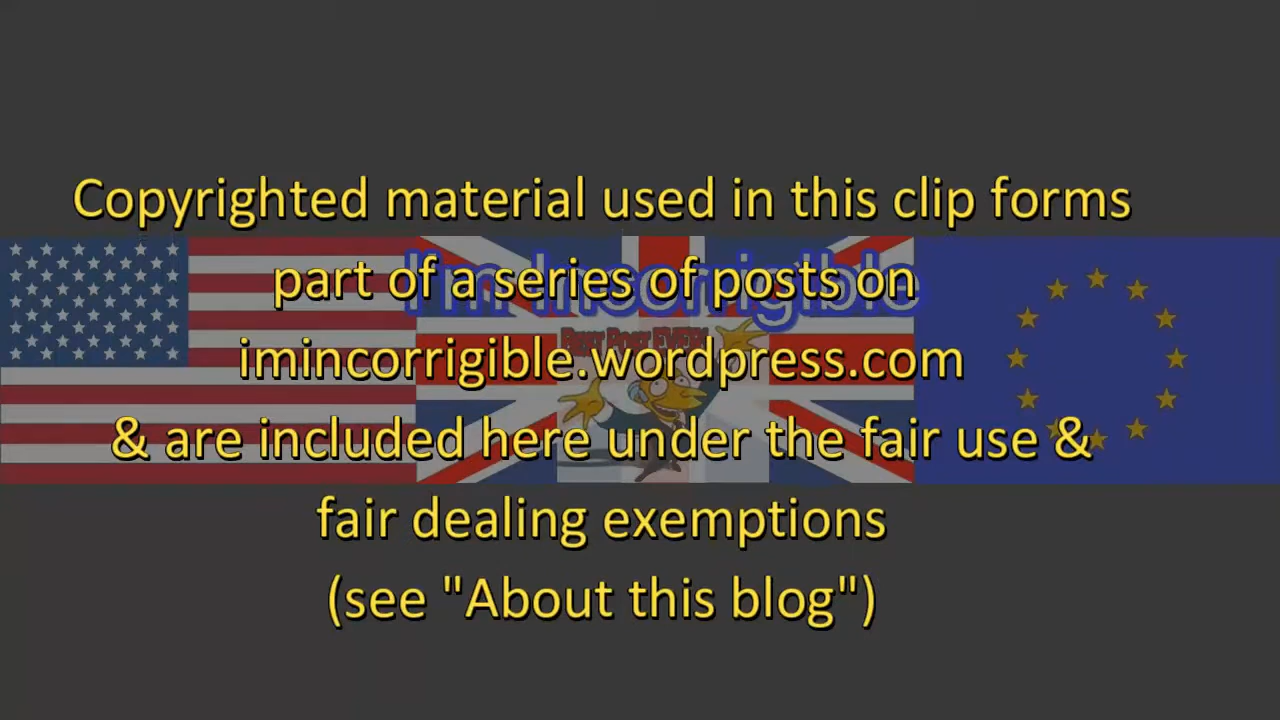 Copyrighted material used in this clip forms
part of a series of posts on
I'm Incorrigible
imincorrigible.wordpress.com
& are included here under the fair use &
fair dealing exemptions
(see "About this blog")